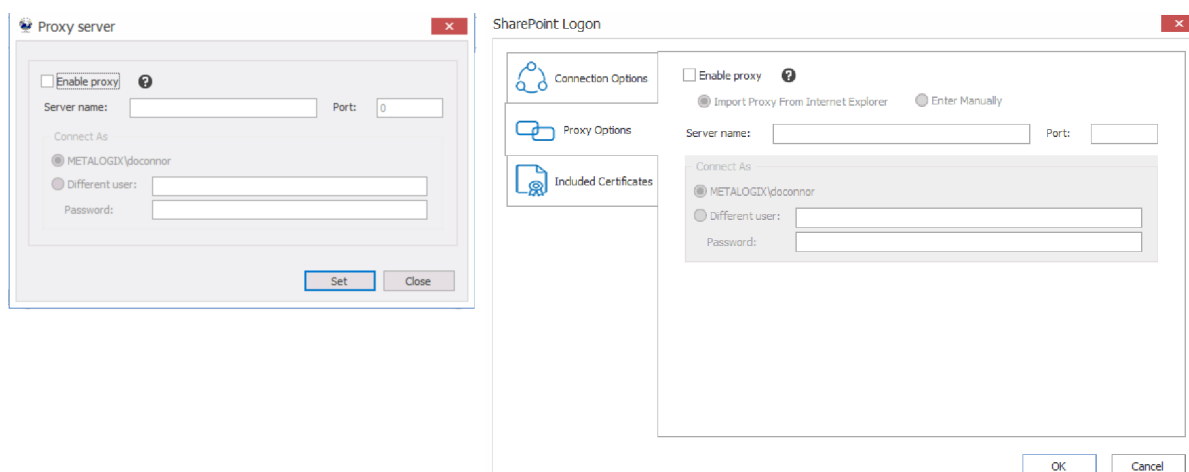 Proxy server
Enable proxy
Server name:
Port: 0
Connect As
METALOGIX\doconnor
Different user:
Password:
Set Close
SharePoint Logon
Connection Options
Proxy Options
Included Certificates
Enable proxy
Import Proxy From Internet Explorer Enter Manually
Server name:
Port:
Connect As
METALOGIX\doconnor
Different user:
Password:
OK Cancel